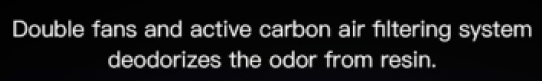 Double fans and active carbon air filtering system
deodorizes the odor from resin.